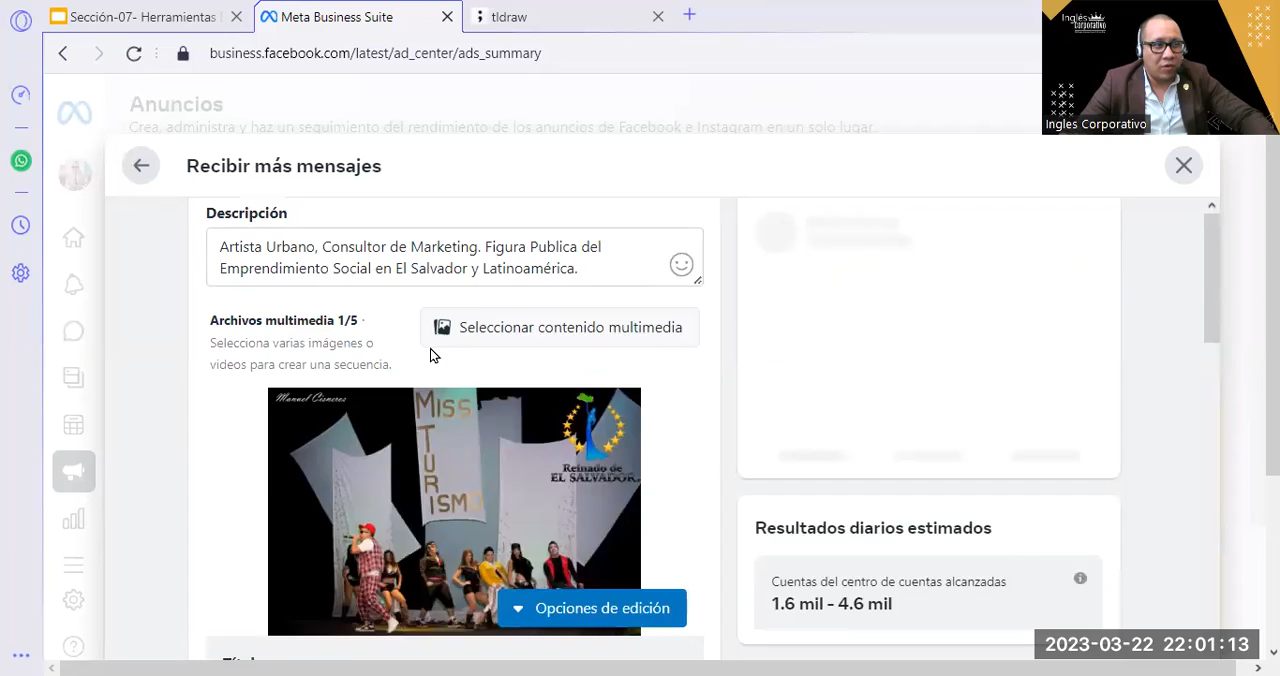 Sección-07- Herramientas
Meta Business Suite
tldraw
business.facebook.com/latest/ad_center/ads_summary
Inglés
Corporativo
Ingles Corporativo
Anuncios
Crea, administra y haz un seguimiento del rendimiento de los anuncios de Facebook e Instagram en un solo lugar.
Recibir más mensajes
Descripción
Artista Urbano, Consultor de Marketing. Figura Publica del
Emprendimiento Social en El Salvador y Latinoamérica.
Archivos multimedia 1/5 ·
Selecciona varias imágenes o
videos para crear una secuencia.
Seleccionar contenido multimedia
Manuel Cisneros
MISS
TURISMO
Reinado de
EL SALVADOR
Opciones de edición
Resultados diarios estimados
Cuentas del centro de cuentas alcanzadas
1.6 mil - 4.6 mil
2023-03-22 22:01:13